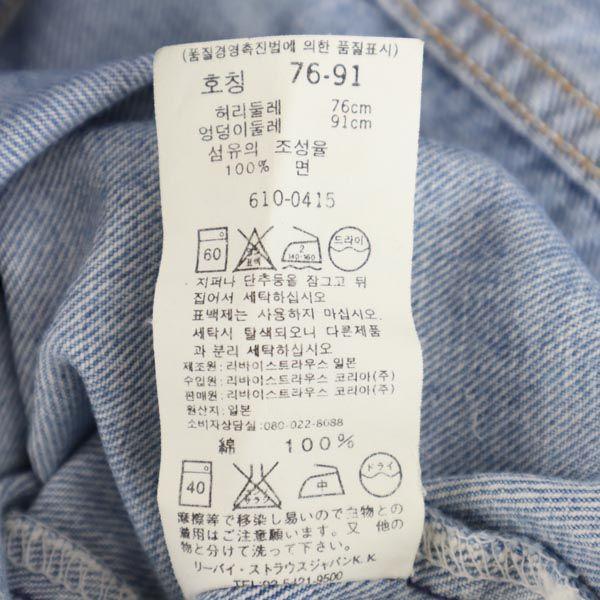 (품질경영촉진법에 의한 품질표시)
호칭 76-91
허리둘레 76cm
엉덩이둘레 91cm
섬유의 조성율
100% 면
610-0415
60 2 140-160 드라이
지퍼나 단추등을 잠그고 뒤
집어서 세탁하십시오
표백제는 사용하지 마십시오.
세탁시 탈색되오니 다른제품
과 분리 세탁하십시오
제조원: 리바이스트라우스 일본
수입원: 리바이스트라우스 코리아(주)
판매원: 리바이스트라우스 코리아(주)
원산지: 일본
소비자상담실:080-022-8688
綿 100%
40 中 ドライ
摩擦等で移染し易いので白物との
着用はご注意願います。又 他の
物と分けて洗って下さい。
リーバイ・ストラウスジャパンK.K.
TEL:03-5421-9500